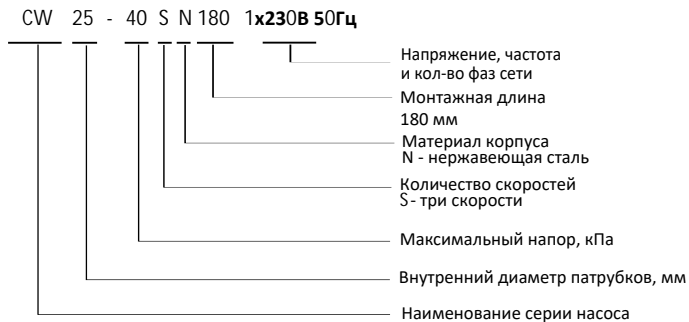 CW 25 - 40 S N 180 1х230В 50Гц
Напряжение, частота
и кол-во фаз сети
Монтажная длина
180 мм
Материал корпуса
N - нержавеющая сталь
Количество скоростей
S - три скорости
Максимальный напор, кПа
Внутренний диаметр патрубков, мм
Наименование серии насоса